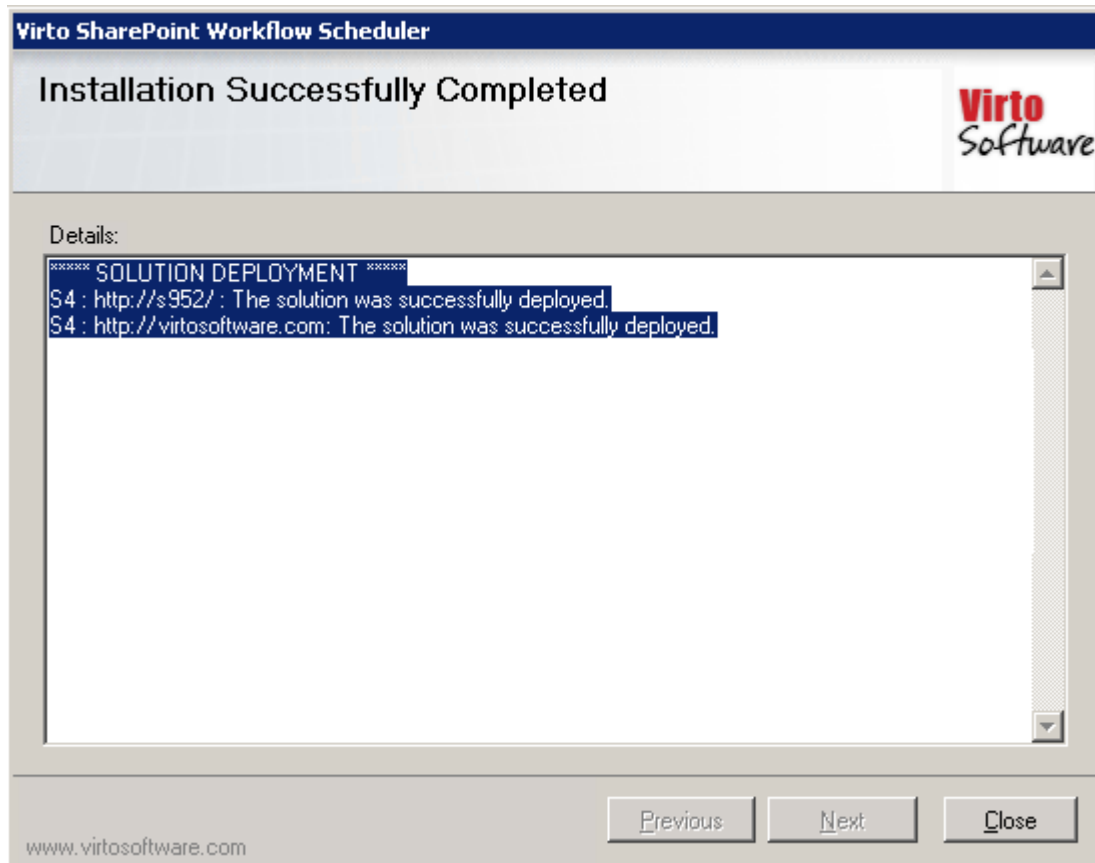 Virto SharePoint Workflow Scheduler
Installation Successfully Completed
Virto
Software
Details:
***** SOLUTION DEPLOYMENT *****
S4 : http://s952/ : The solution was successfully deployed.
S4 : http://virtosoftware.com: The solution was successfully deployed.
Previous
Next
Close
www.virtosoftware.com